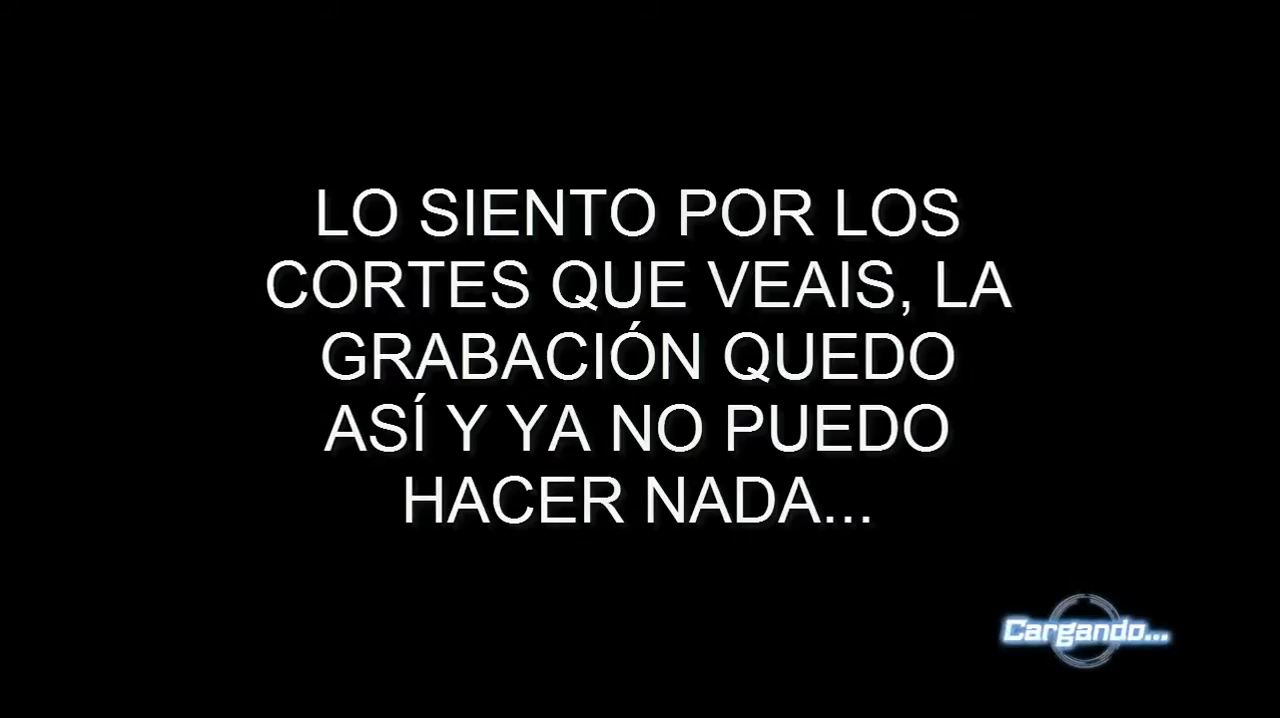 LO SIENTO POR LOS
CORTES QUE VEAIS, LA
GRABACIÓN QUEDO
ASÍ Y YA NO PUEDO
HACER NADA...
Cargando...